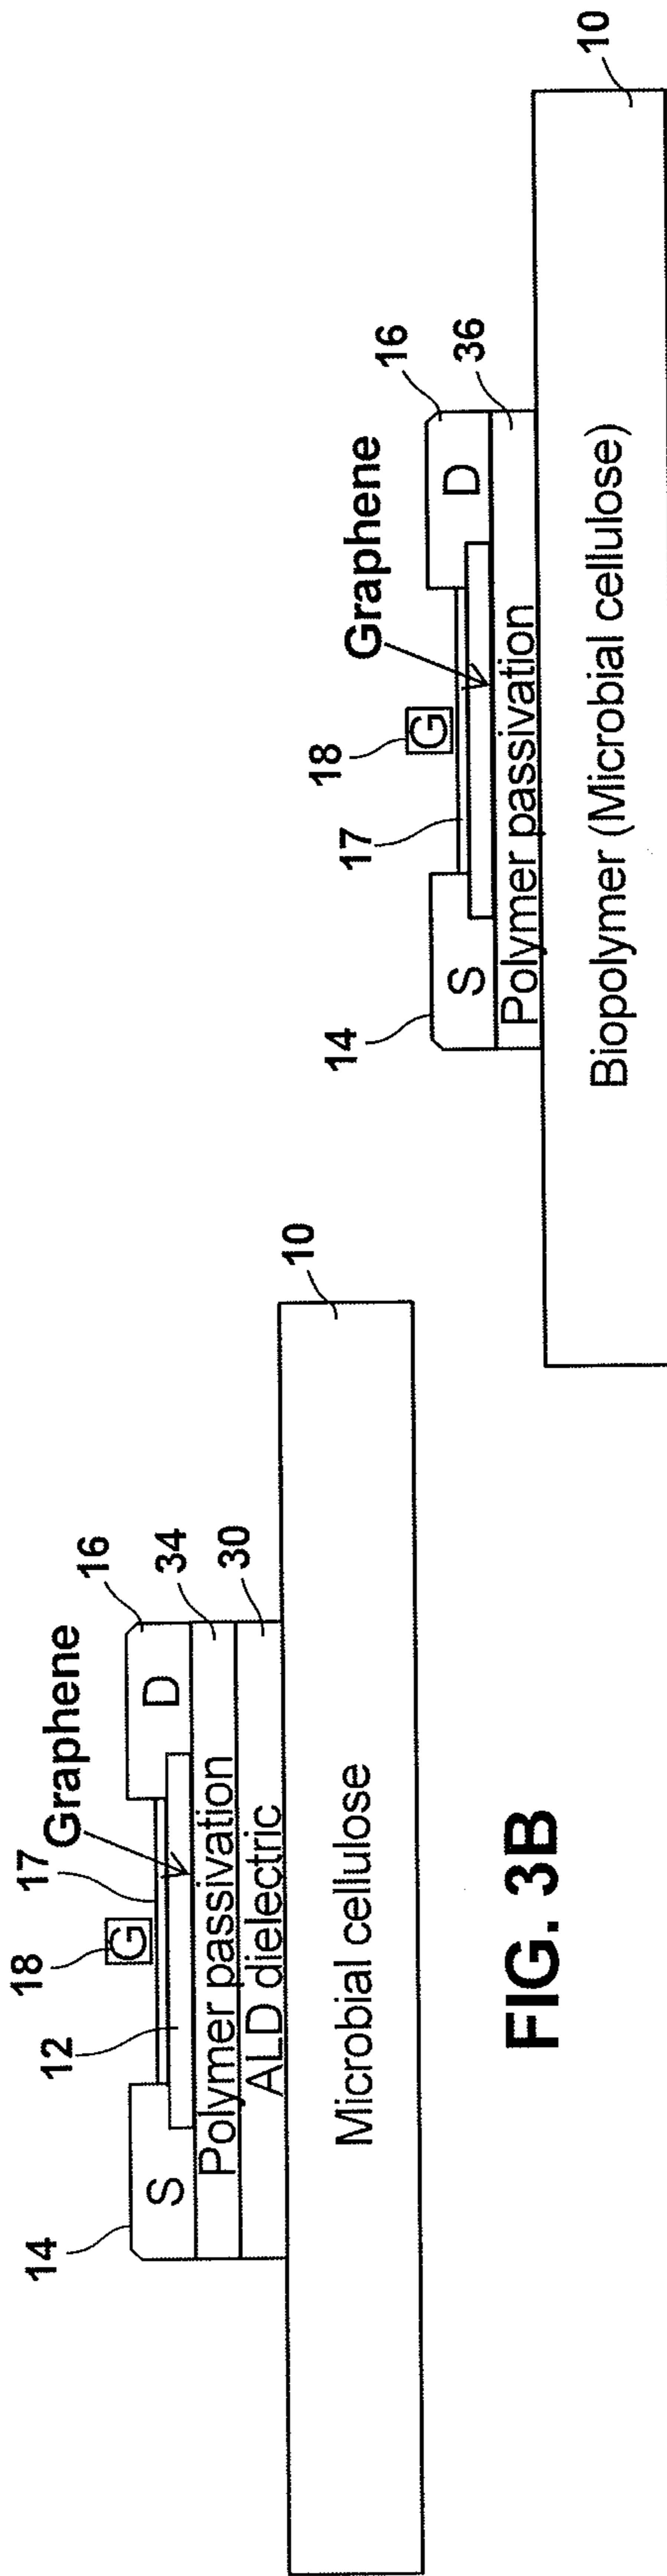 18
17
Graphene
12
16
14
G
34
S
D
30
Polymer passivation
ALD dielectric
10
Microbial cellulose
FIG. 3B
18
Graphene
17
16
14
G
36
S
D
Polymer passivation
10
Biopolymer (Microbial cellulose)